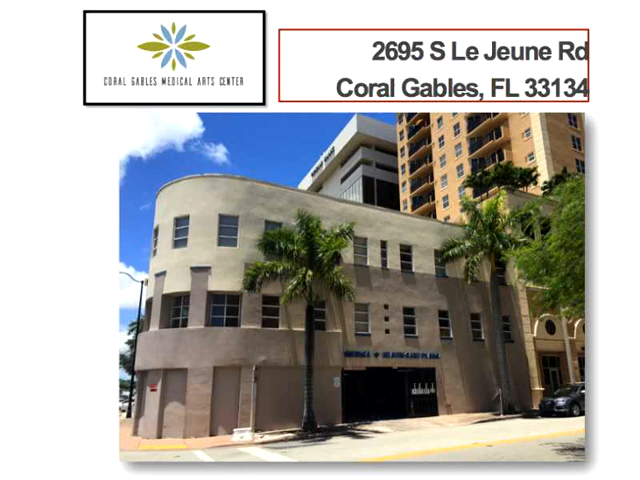 CORAL GABLES MEDICAL ARTS CENTER
2695 S Le Jeune Rd
Coral Gables, FL 33134